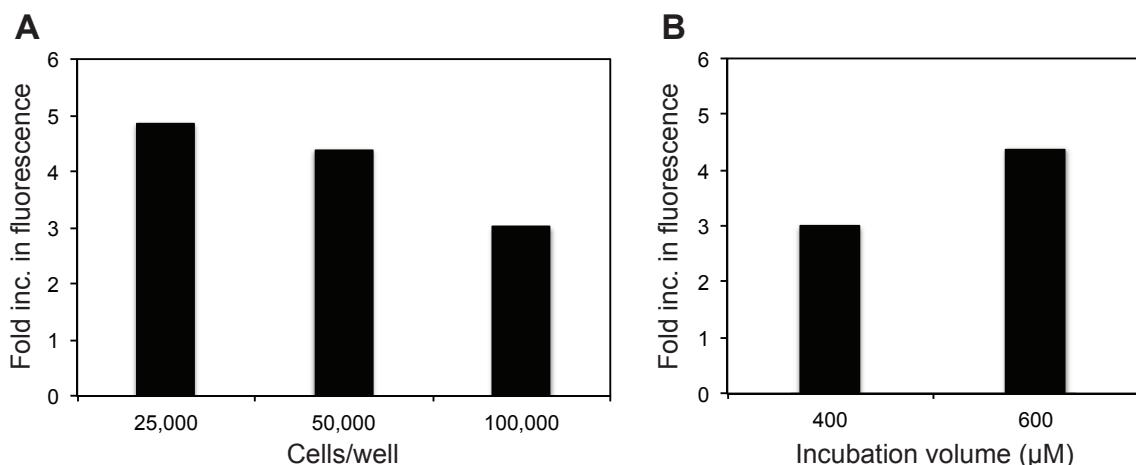 A
Fold inc. in fluorescence
6
5
4
3
2
1
0
25,000 50,000 100,000
Cells/well
B
Fold inc. in fluorescence
6
5
4
3
2
1
0
400 600
Incubation volume (µM)